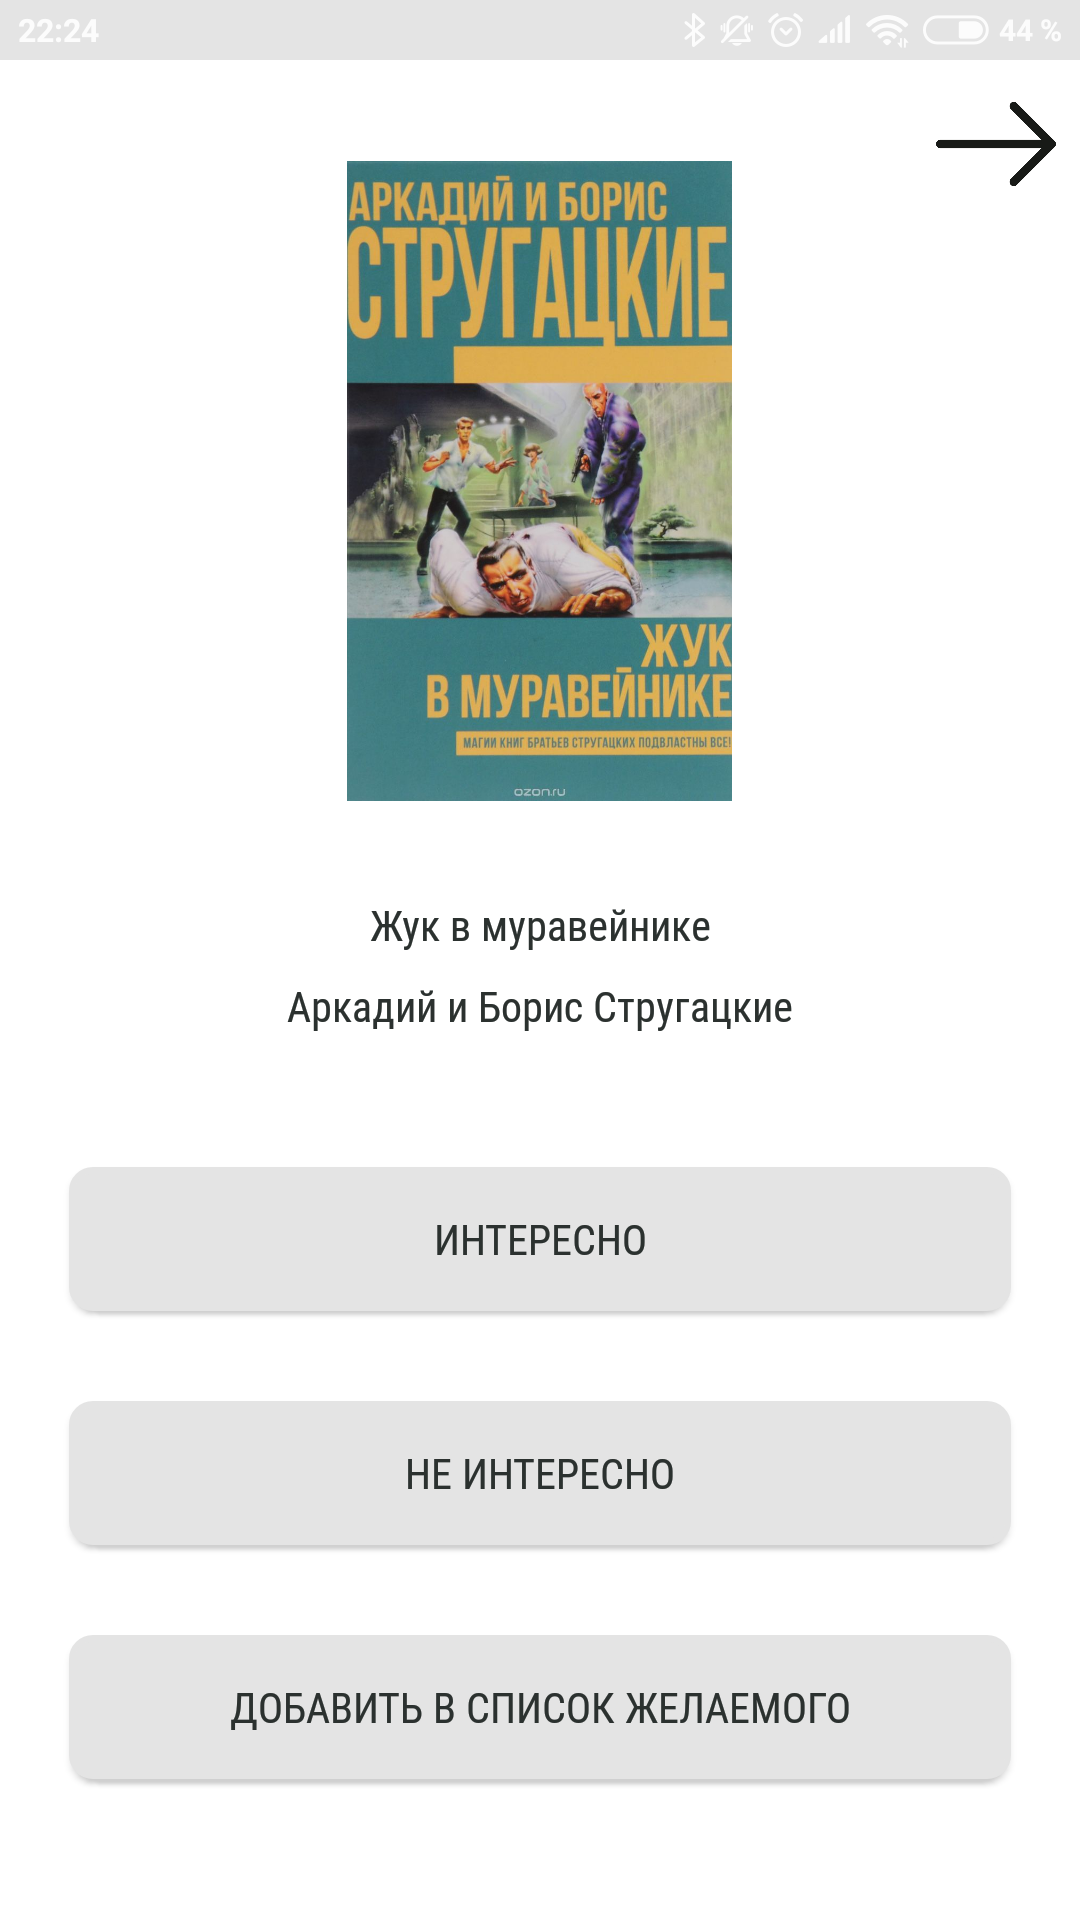 22:24
44 %
АРКАДИЙ И БОРИС
СТРУГАЦКИЕ
ЖУК
В МУРАВЕЙНИКЕ
МАГИИ КНИГ БРАТЬЕВ СТРУГАЦКИХ ПОДВЛАСТНЫ ВСЕ!
ozon.ru
Жук в муравейнике
Аркадий и Борис Стругацкие
ИНТЕРЕСНО
НЕ ИНТЕРЕСНО
ДОБАВИТЬ В СПИСОК ЖЕЛАЕМОГО